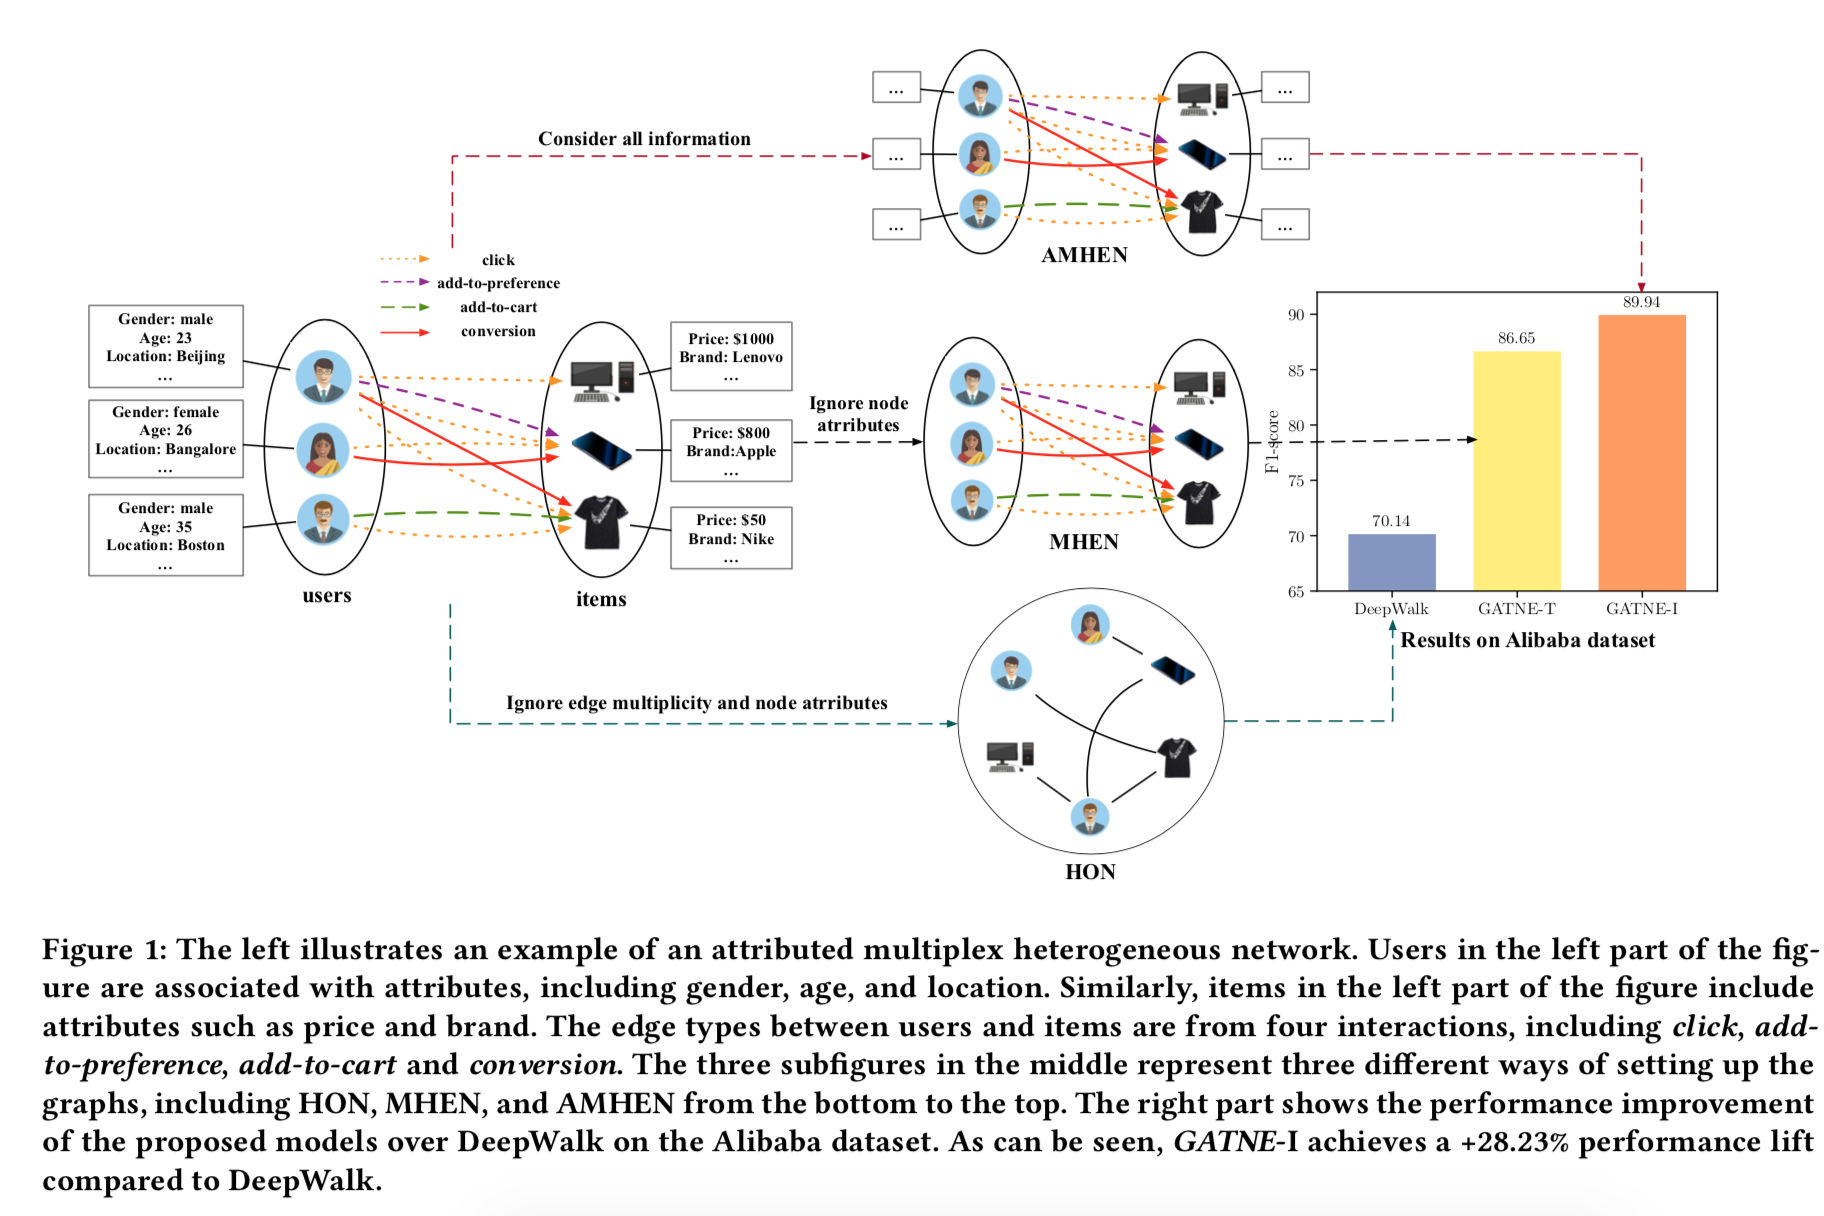 ...
...
...
...
...
...
Consider all information
AMHEN
click
add-to-preference
add-to-cart
conversion
Gender: male
Age: 23
Location: Beijing
...
Gender: female
Age: 26
Location: Bangalore
...
Gender: male
Age: 35
Location: Boston
...
users
items
Price: $1000
Brand: Lenovo
...
Price: $800
Brand:Apple
...
Price: $50
Brand: Nike
...
Ignore node
atrributes
MHEN
Ignore edge multiplicity and node atrributes
HON
F1-score
90
85
80
75
70
65
70.14
86.65
89.94
DeepWalk
GATNE-T
GATNE-I
Results on Alibaba dataset
Figure 1: The left illustrates an example of an attributed multiplex heterogeneous network. Users in the left part of the fig-
ure are associated with attributes, including gender, age, and location. Similarly, items in the left part of the figure include
attributes such as price and brand. The edge types between users and items are from four interactions, including click, add-
to-preference, add-to-cart and conversion. The three subfigures in the middle represent three different ways of setting up the
graphs, including HON, MHEN, and AMHEN from the bottom to the top. The right part shows the performance improvement
of the proposed models over DeepWalk on the Alibaba dataset. As can be seen, GATNE-I achieves a +28.23% performance lift
compared to DeepWalk.